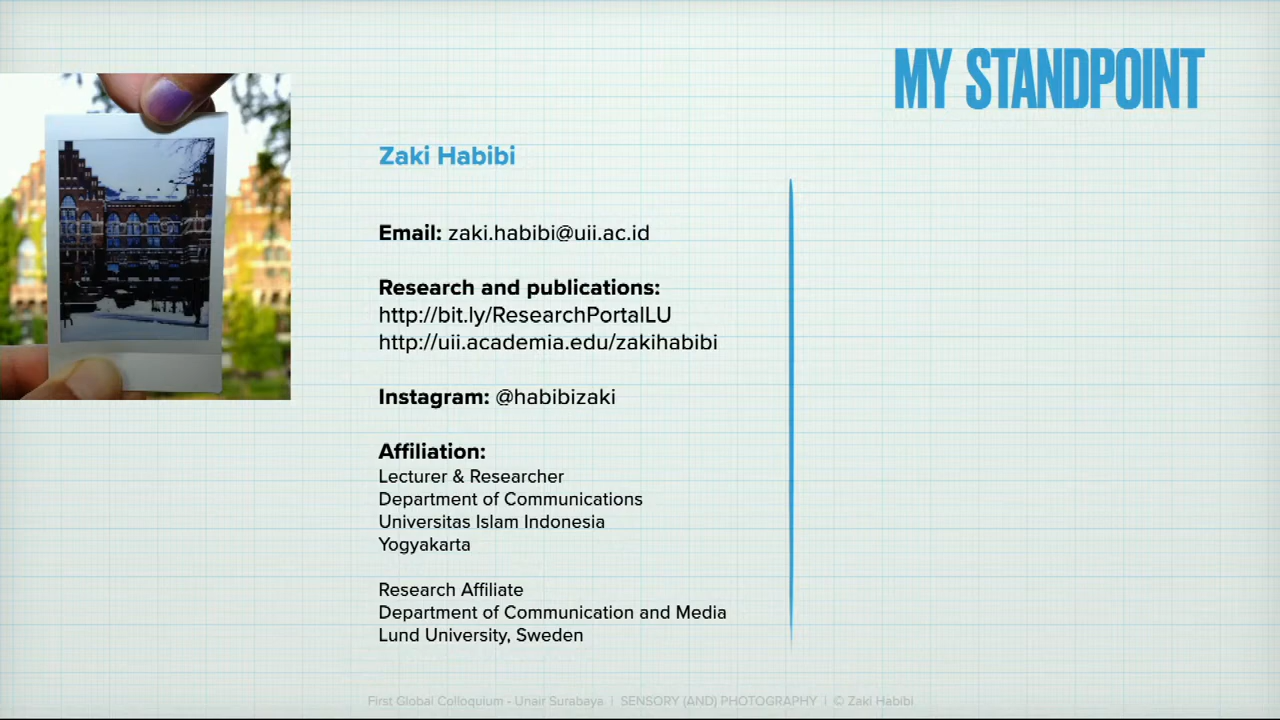 MY STANDPOINT
Zaki Habibi
Email: zaki.habibi@uii.ac.id
Research and publications:
http://bit.ly/ResearchPortalLU
http://uii.academia.edu/zakihabibi
Instagram: @habibizaki
Affiliation:
Lecturer & Researcher
Department of Communications
Universitas Islam Indonesia
Yogyakarta
Research Affiliate
Department of Communication and Media
Lund University, Sweden
First Global Colloquium - Unair Surabaya | SENSORY (AND) PHOTOGRAPHY | © Zaki Habibi